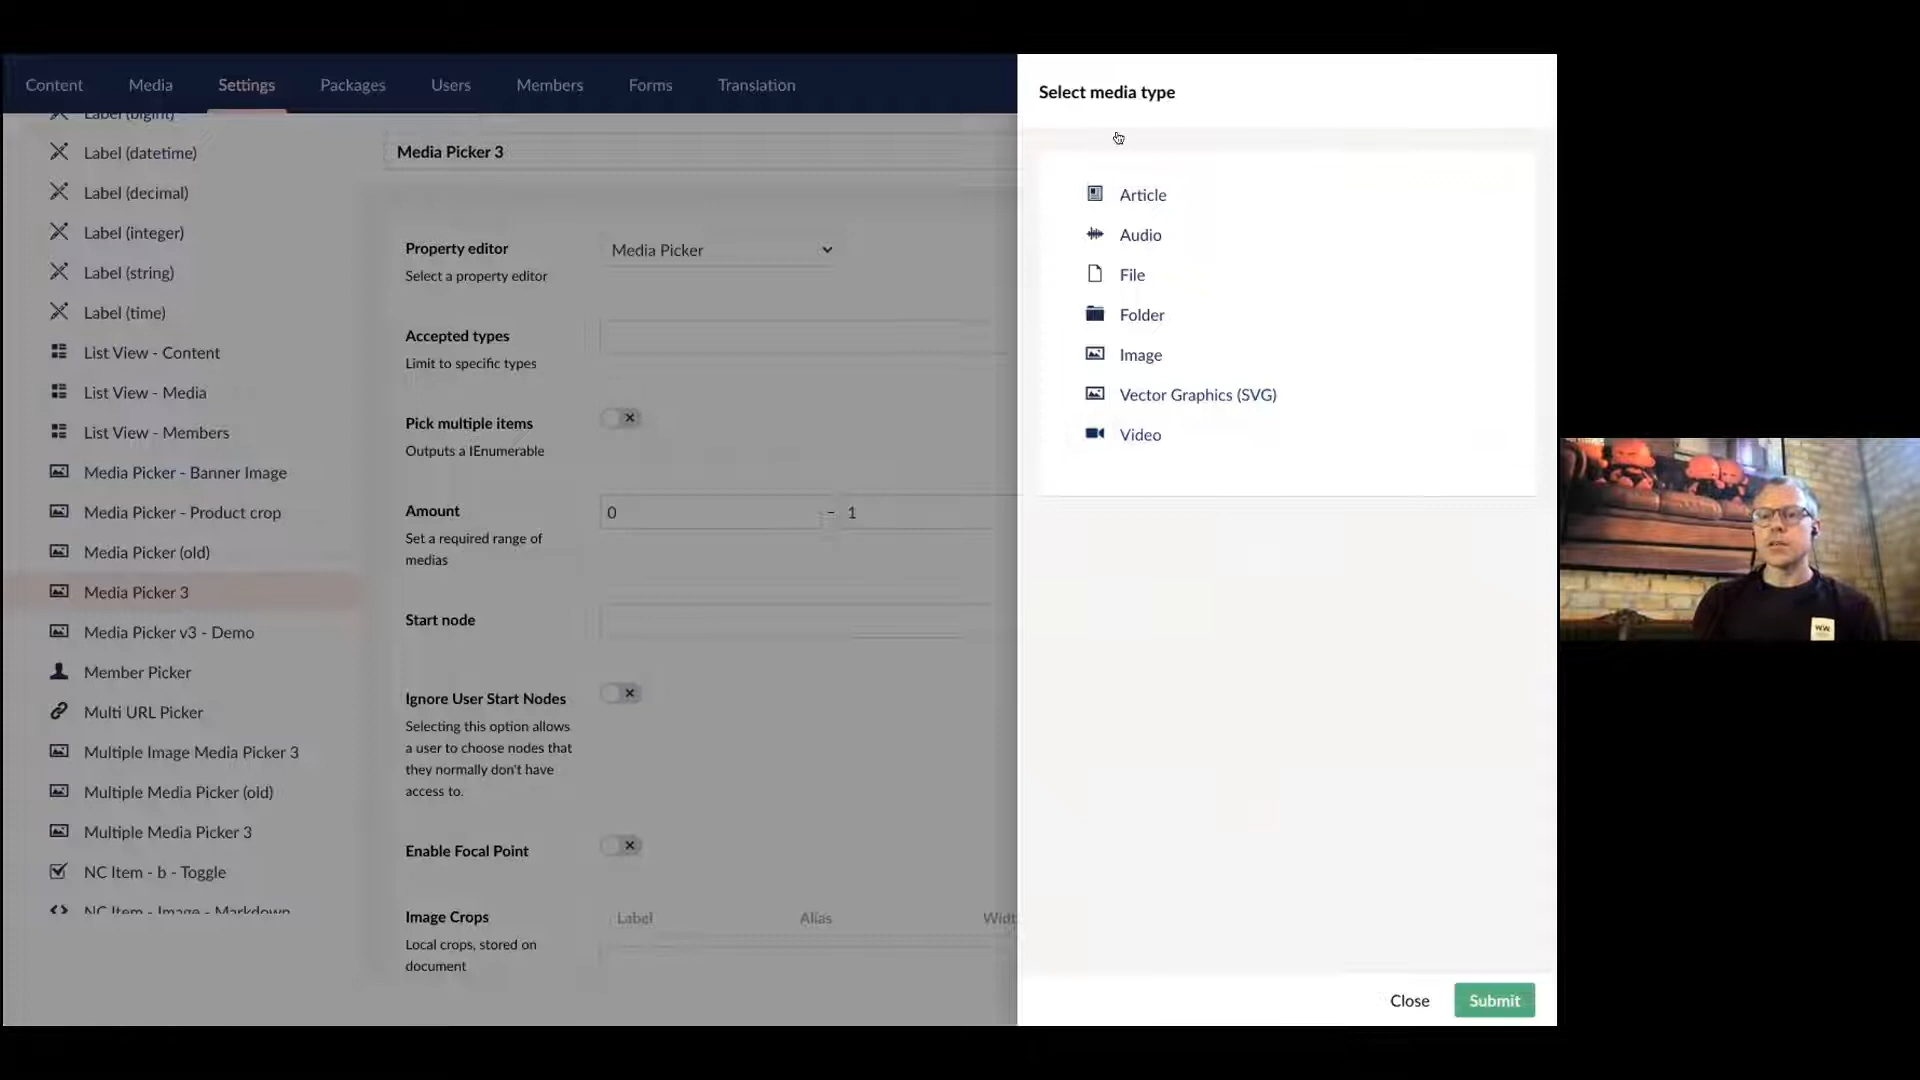 Content Media Settings Packages Users Members Forms Translation
Label (bigint)
Label (datetime)
Label (decimal)
Label (integer)
Label (string)
Label (time)
List View - Content
List View - Media
List View - Members
Media Picker - Banner Image
Media Picker - Product crop
Media Picker (old)
Media Picker 3
Media Picker v3 - Demo
Member Picker
Multi URL Picker
Multiple Image Media Picker 3
Multiple Media Picker (old)
Multiple Media Picker 3
NC Item - b - Toggle
NC Item - Image - Markdown
Media Picker 3
Property editor
Select a property editor
Media Picker
Accepted types
Limit to specific types
Pick multiple items
Outputs a IEnumerable
Amount
Set a required range of
medias
0 - 1
Start node
Ignore User Start Nodes
Selecting this option allows
a user to choose nodes that
they normally don't have
access to.
Enable Focal Point
Image Crops
Local crops, stored on
document
Label Alias Widt
Select media type
Article
Audio
File
Folder
Image
Vector Graphics (SVG)
Video
Close Submit